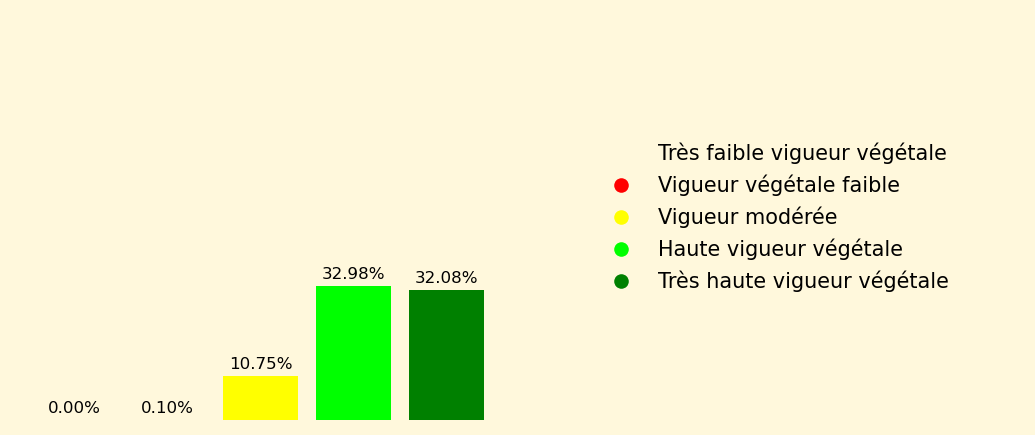 0.00%
0.10%
10.75%
32.98%
32.08%
Très faible vigueur végétale
Vigueur végétale faible
Vigueur modérée
Haute vigueur végétale
Très haute vigueur végétale